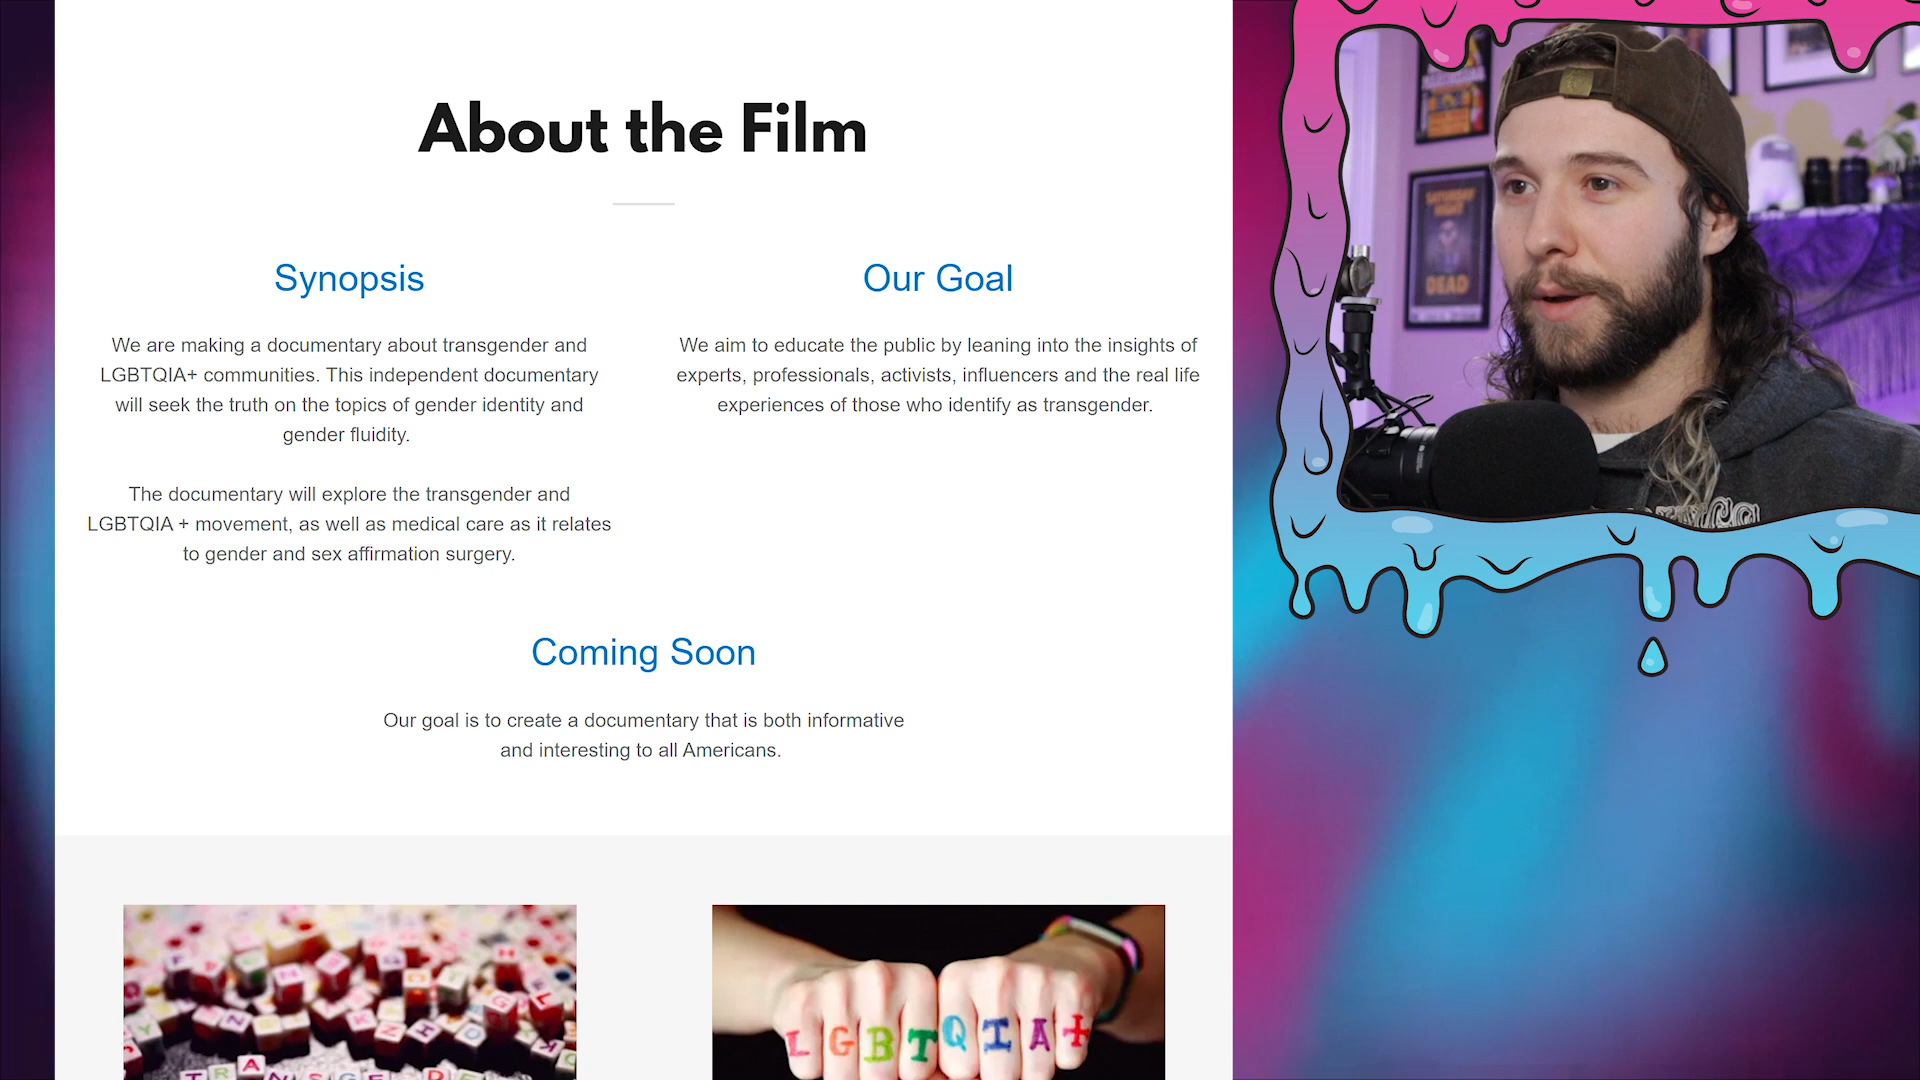 About the Film
Synopsis
We are making a documentary about transgender and
LGBTQIA+ communities. This independent documentary
will seek the truth on the topics of gender identity and
gender fluidity.
The documentary will explore the transgender and
LGBTQIA + movement, as well as medical care as it relates
to gender and sex affirmation surgery.
Our Goal
We aim to educate the public by leaning into the insights of
experts, professionals, activists, influencers and the real life
experiences of those who identify as transgender.
Coming Soon
Our goal is to create a documentary that is both informative
and interesting to all Americans.
LGBTQIA+
SATURDAY
NIGHT
DEAD